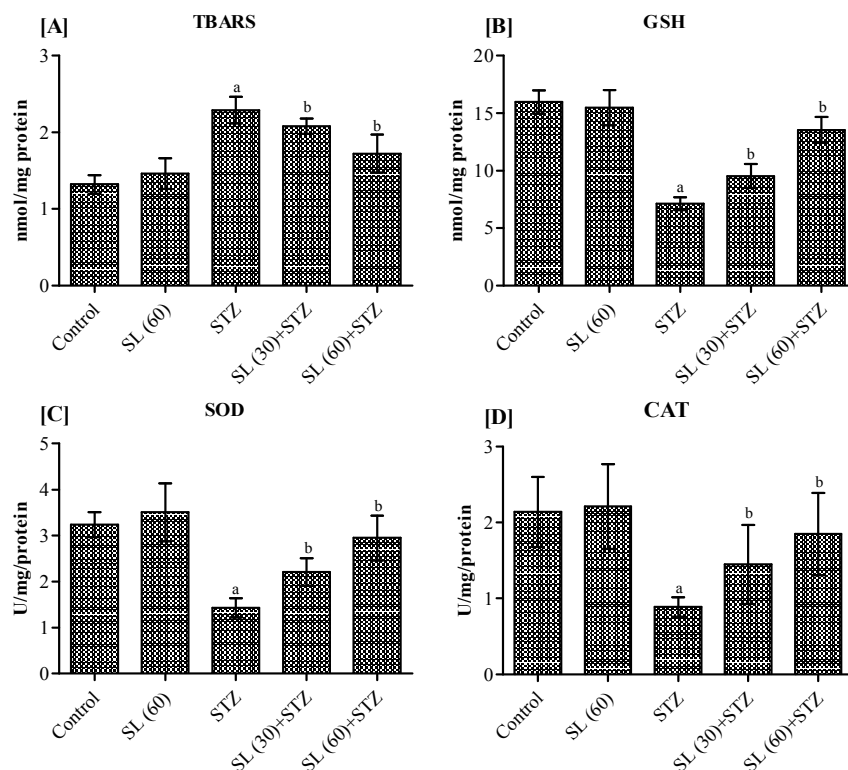 [A] TBARS
3
2
1
0
nmol/mg protein
a
b
b
Control
SL (60)
STZ
SL (30)+STZ
SL (60)+STZ
[B] GSH
20
15
10
5
0
nmol/mg protein
a
b
b
Control
SL (60)
STZ
SL (30)+STZ
SL (60)+STZ
[C] SOD
5
4
3
2
1
0
U/mg/protein
a
b
b
Control
SL (60)
STZ
SL (30)+STZ
SL (60)+STZ
[D] CAT
3
2
1
0
U/mg/protein
a
b
b
Control
SL (60)
STZ
SL (30)+STZ
SL (60)+STZ